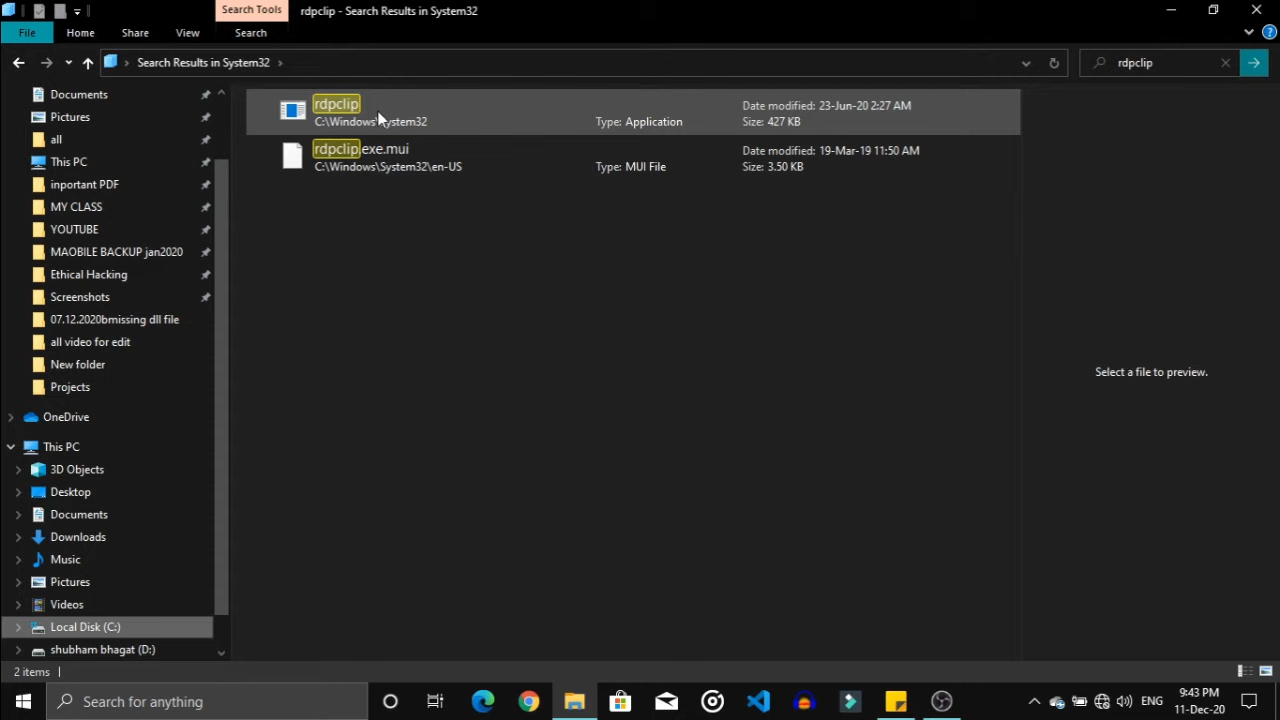 Search Tools
rdpclip - Search Results in System32
File
Home
Share
View
Search
Search Results in System32
rdpclip
Documents
Pictures
all
This PC
inportant PDF
MY CLASS
YOUTUBE
MAOBILE BACKUP jan2020
Ethical Hacking
Screenshots
07.12.2020bmissing dll file
all video for edit
New folder
Projects
OneDrive
This PC
3D Objects
Desktop
Documents
Downloads
Music
Pictures
Videos
Local Disk (C:)
shubham bhagat (D:)
rdpclip
C:\Windows\System32
Type: Application
Date modified: 23-Jun-20 2:27 AM
Size: 427 KB
rdpclip.exe.mui
C:\Windows\System32\en-US
Type: MUI File
Date modified: 19-Mar-19 11:50 AM
Size: 3.50 KB
Select a file to preview.
2 items
Search for anything
ENG
9:43 PM
11-Dec-20